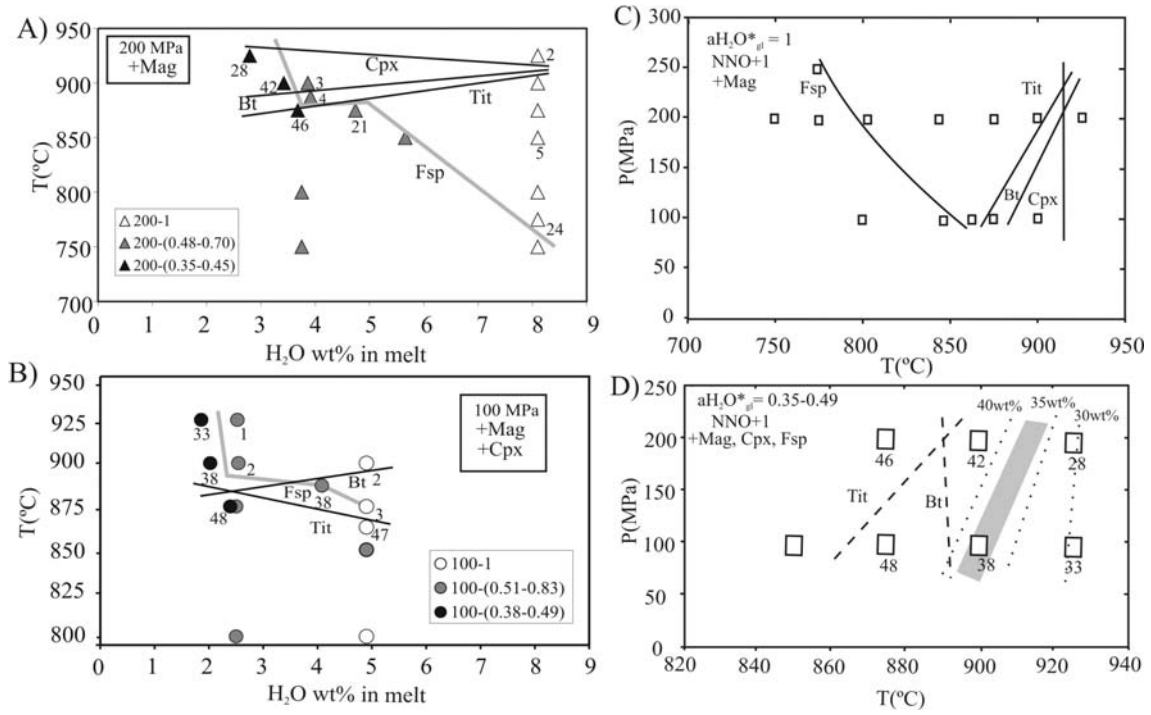 A)
950
900
850
800
750
700
T(ºC)
200 MPa
+Mag
Cpx
Bt
Tit
Fsp
28
42
46
3
4
21
2
5
24
200-1
200-(0.48-0.70)
200-(0.35-0.45)
0 1 2 3 4 5 6 7 8 9
H₂O wt% in melt
B)
950
925
900
875
850
825
800
T(ºC)
100 MPa
+Mag
+Cpx
33
1
38
2
Fsp
38
Bt
2
48
Tit
3
47
100-1
100-(0.51-0.83)
100-(0.38-0.49)
0 1 2 3 4 5 6 7 8 9
H₂O wt% in melt
C)
300
250
200
150
100
50
0
P(MPa)
aH₂O*gl = 1
NNO+1
+Mag
Fsp
Tit
Bt
Cpx
700 750 800 850 900 950
T(ºC)
D)
250
200
150
100
50
0
P(MPa)
aH₂O*gl = 0.35-0.49
NNO+1
+Mag, Cpx, Fsp
40wt%
35wt%
30wt%
46
42
28
Tit
Bt
48
38
33
820 840 860 880 900 920 940
T(ºC)